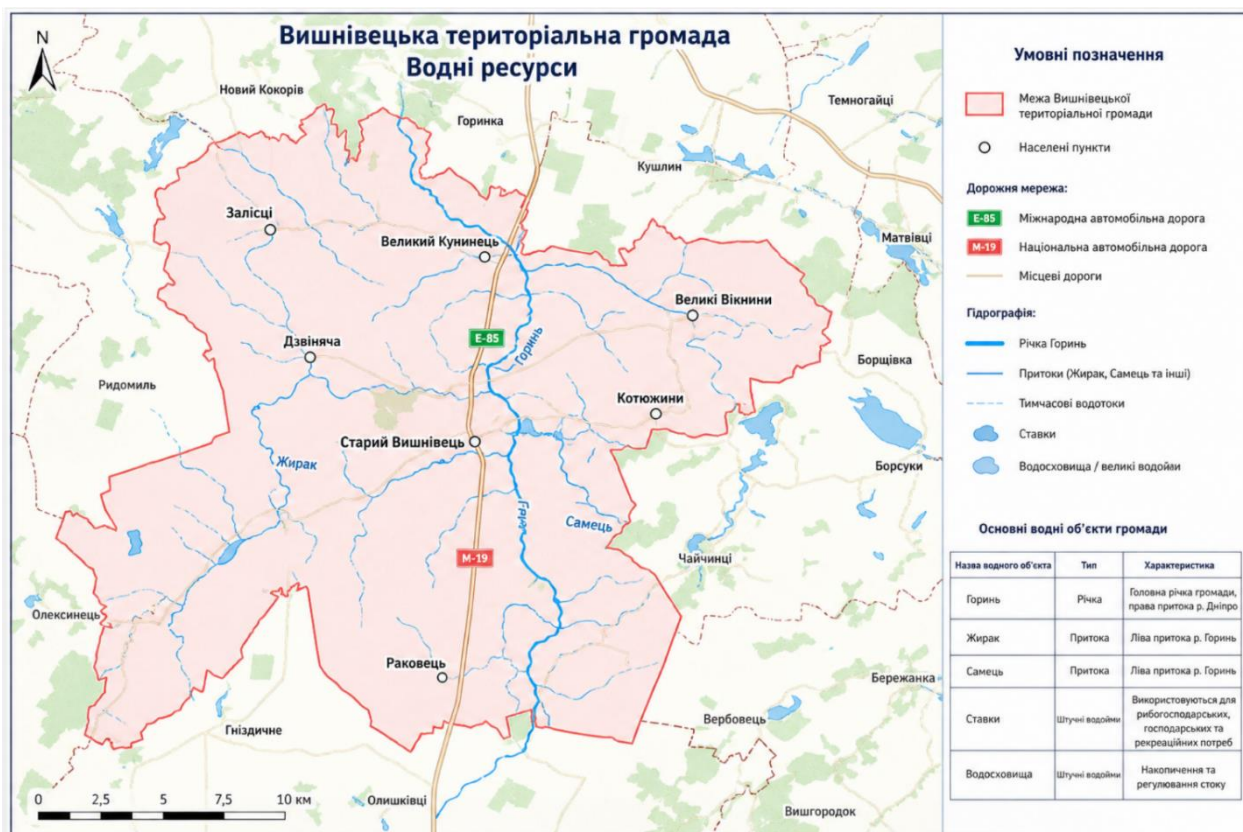 Вишнівецька територіальна громада
Водні ресурси
N
Новий Кокорів
Горинка
Темногайці
Кушлин
Залісці
Великий Кунинець
Матвівці
Великі Вікнини
E-85
Горинь
Дзвіняча
Борщівка
Ридомиль
Котюжини
Старий Вишнівець
Борсуки
Жирак
Самець
M-19
Чайчинці
Олексинець
Раковець
Бережанка
Вербовець
Гніздичне
Олишківці
Вишгородок
0 2,5 5 7,5 10 км
Умовні позначення
Межа Вишнівецької
територіальної громади
Населені пункти
Дорожня мережа:
E-85 Міжнародна автомобільна дорога
M-19 Національна автомобільна дорога
Місцеві дороги
Гідрографія:
Річка Горинь
Притоки (Жирак, Самець та інші)
Тимчасові водотоки
Ставки
Водосховища / великі водойми
Основні водні об'єкти громади
Назва водного об'єкта Тип Характеристика
Горинь Річка Головна річка громади,
права притока р. Дніпро
Жирак Притока Ліва притока р. Горинь
Самець Притока Ліва притока р. Горинь
Ставки Штучні водойми Використовуються для
рибогосподарських,
господарських та
рекреаційних потреб
Водосховища Штучні водойми Накопичення та
регулювання стоку